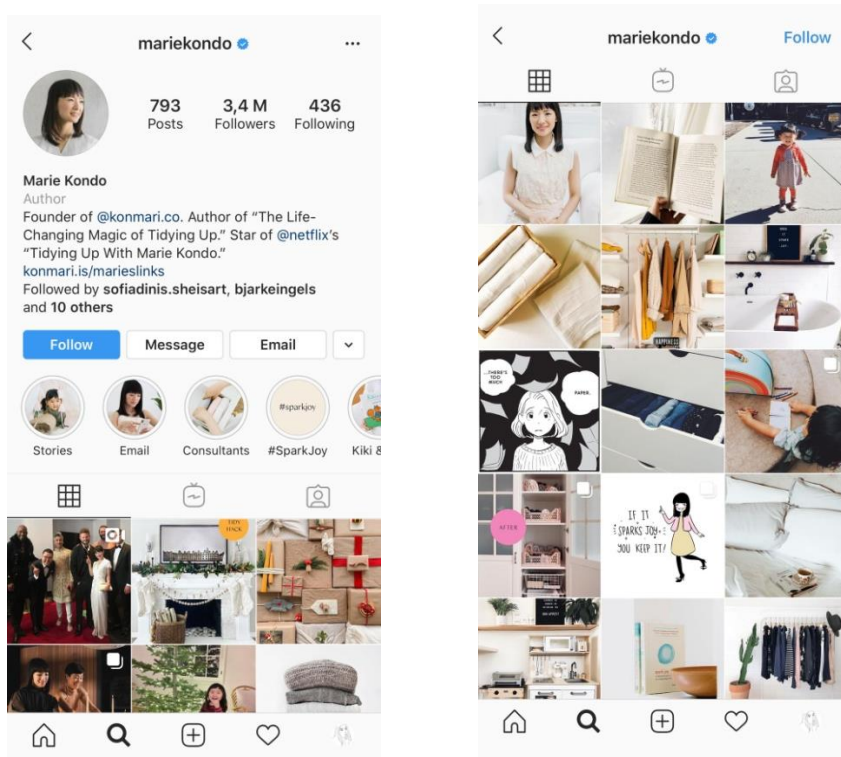 mariekondo
793
3,4 M
436
Posts
Followers
Following
Marie Kondo
Author
Founder of @konmari.co. Author of “The Life-
Changing Magic of Tidying Up.” Star of @netflix’s
“Tidying Up With Marie Kondo.”
konmari.is/marieslinks
Followed by sofiadinis.sheisart, bjarkeingels
and 10 others
Follow
Message
Email
#sparkjoy
Stories
Email
Consultants
#SparkJoy
Kiki &
TIDY
HACK
mariekondo
Follow
HAPPINESS
...THERE'S
TOO
MUCH
PAPER.
AFTER
IF IT
SPARKS JOY
YOU KEEP IT!